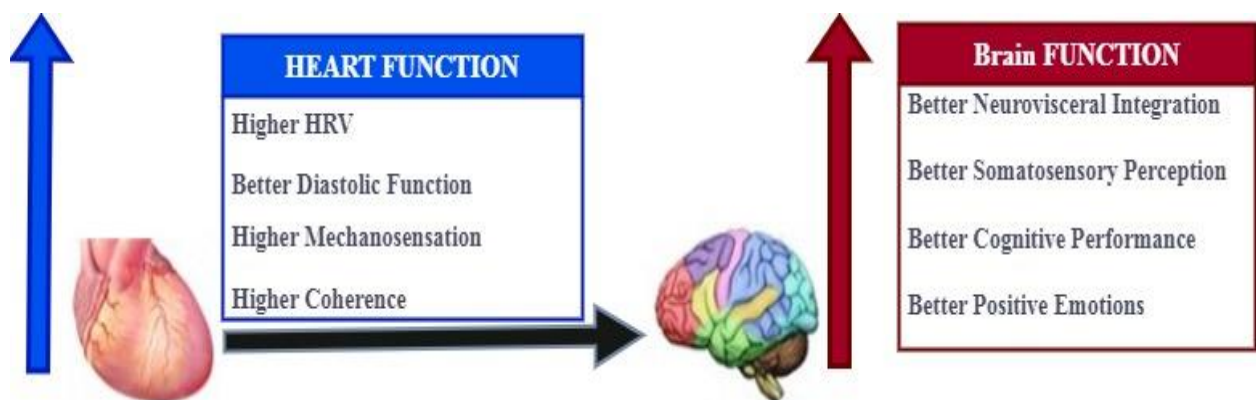 HEART FUNCTION
Higher HRV
Better Diastolic Function
Higher Mechanosensation
Higher Coherence
Brain FUNCTION
Better Neurovisceral Integration
Better Somatosensory Perception
Better Cognitive Performance
Better Positive Emotions